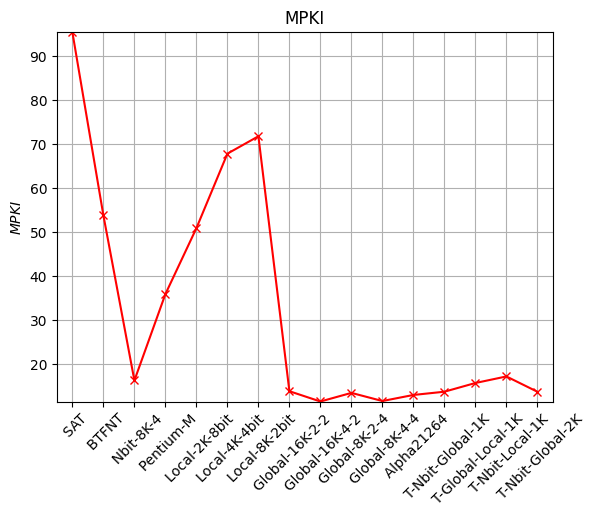 MPKI
MPKI
90
80
70
60
50
40
30
20
SAT
BTFNT
Nbit-8K-4
Pentium-M
Local-2K-8bit
Local-4K-4bit
Local-8K-2bit
Global-16K-2-2
Global-16K-4-2
Global-8K-2-4
Global-8K-4-4
Alpha21264
T-Nbit-Global-1K
T-Global-Local-1K
T-Nbit-Local-1K
T-Nbit-Global-2K